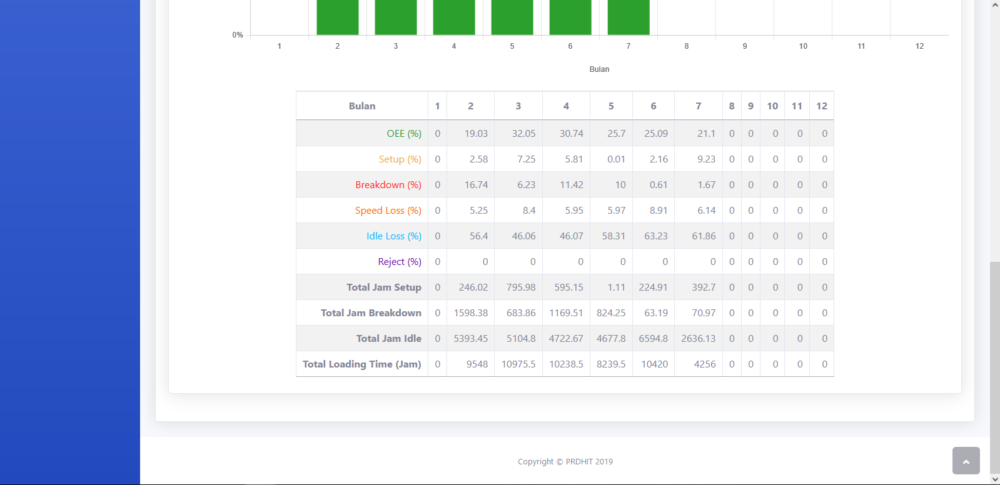 0%
1 2 3 4 5 6 7 8 9 10 11 12
Bulan
Bulan 1 2 3 4 5 6 7 8 9 10 11 12
OEE (%) 0 19.03 32.05 30.74 25.7 25.09 21.1 0 0 0 0 0
Setup (%) 0 2.58 7.25 5.81 0.01 2.16 9.23 0 0 0 0 0
Breakdown (%) 0 16.74 6.23 11.42 10 0.61 1.67 0 0 0 0 0
Speed Loss (%) 0 5.25 8.4 5.95 5.97 8.91 6.14 0 0 0 0 0
Idle Loss (%) 0 56.4 46.06 46.07 58.31 63.23 61.86 0 0 0 0 0
Reject (%) 0 0 0 0 0 0 0 0 0 0 0 0
Total Jam Setup 0 246.02 795.98 595.15 1.11 224.91 392.7 0 0 0 0 0
Total Jam Breakdown 0 1598.38 683.86 1169.51 824.25 63.19 70.97 0 0 0 0 0
Total Jam Idle 0 5393.45 5104.8 4722.67 4677.8 6594.8 2636.13 0 0 0 0 0
Total Loading Time (Jam) 0 9548 10975.5 10238.5 8239.5 10420 4256 0 0 0 0 0
Copyright © PRDHIT 2019